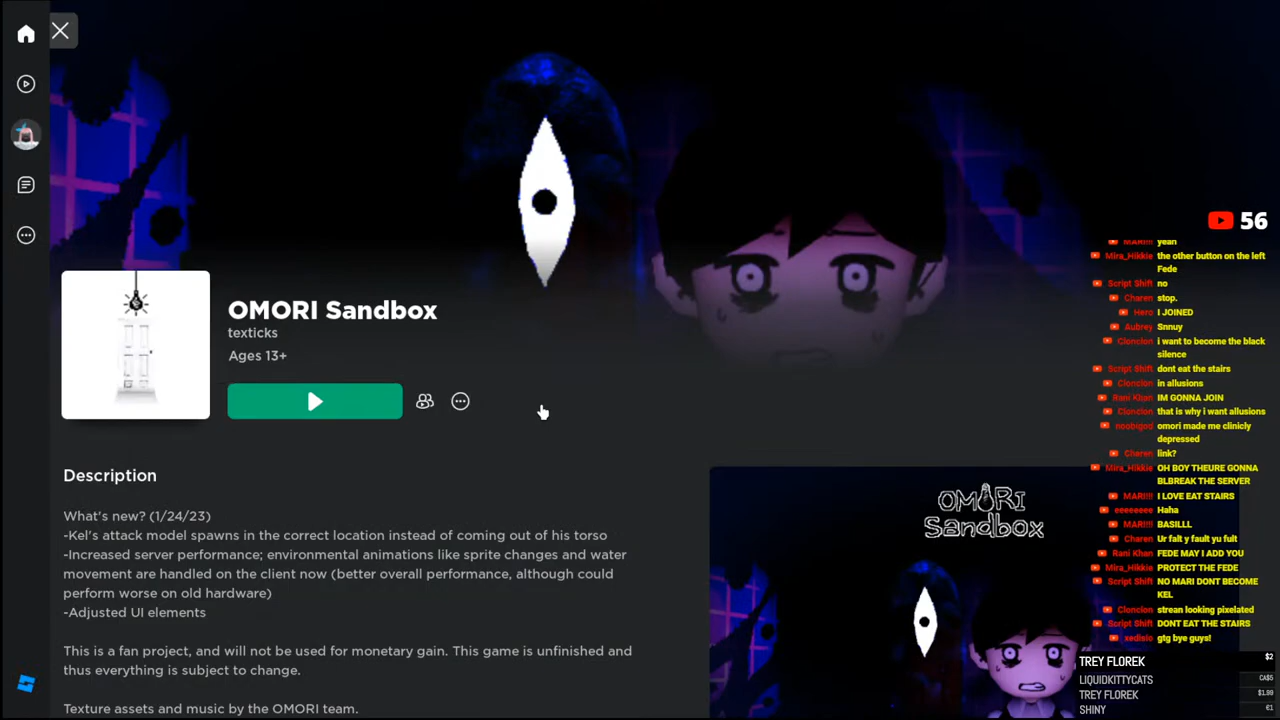 OMORI Sandbox
texticks
Ages 13+
Description
What's new? (1/24/23)
-Kel's attack model spawns in the correct location instead of coming out of his torso
-Increased server performance; environmental animations like sprite changes and water
movement are handled on the client now (better overall performance, although could
perform worse on old hardware)
-Adjusted UI elements
This is a fan project, and will not be used for monetary gain. This game is unfinished and
thus everything is subject to change.
Texture assets and music by the OMORI team.
OMORI
Sandbox
56
MARI!!! yeah
Mira_Hikkie the other button on the left
Fede
Script Shift no
Charen stop.
Hero I JOINED
Aubrey Snnuy
Cloncion i want to become the black
silence
Script Shift dont eat the stairs
Cloncion in allusions
Rani Khan IM GONNA JOIN
Cloncion that is why i want allusions
noobigod omori made me clinicly
depressed
Charen link?
Mira_Hikkie OH BOY THEURE GONNA
BLBREAK THE SERVER
MARI!!! I LOVE EAT STAIRS
eeeeeeee Haha
MARI!!! BASILLL
Charen Ur falt y fault yu fult
Rani Khan FEDE MAY I ADD YOU
Mira_Hikkie PROTECT THE FEDE
Script Shift NO MARI DONT BECOME
KEL
Cloncion strean looking pixelated
Script Shift DONT EAT THE STAIRS
xedisio gtg bye guys!
TREY FLOREK $2
LIQUIDKITTYCATS CA$5
TREY FLOREK $1.99
SHINY €1